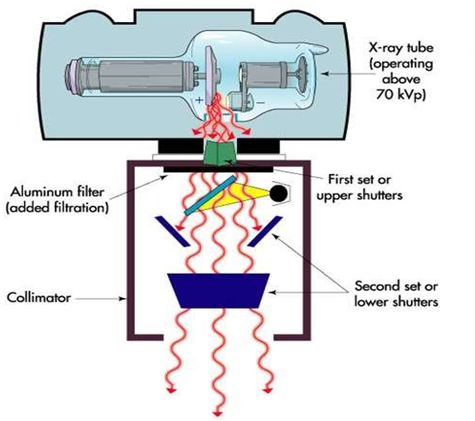 X-ray tube
(operating
above
70 kVp)
+
−
First set or
upper shutters
Aluminum filter
(added filtration)
Second set or
lower shutters
Collimator